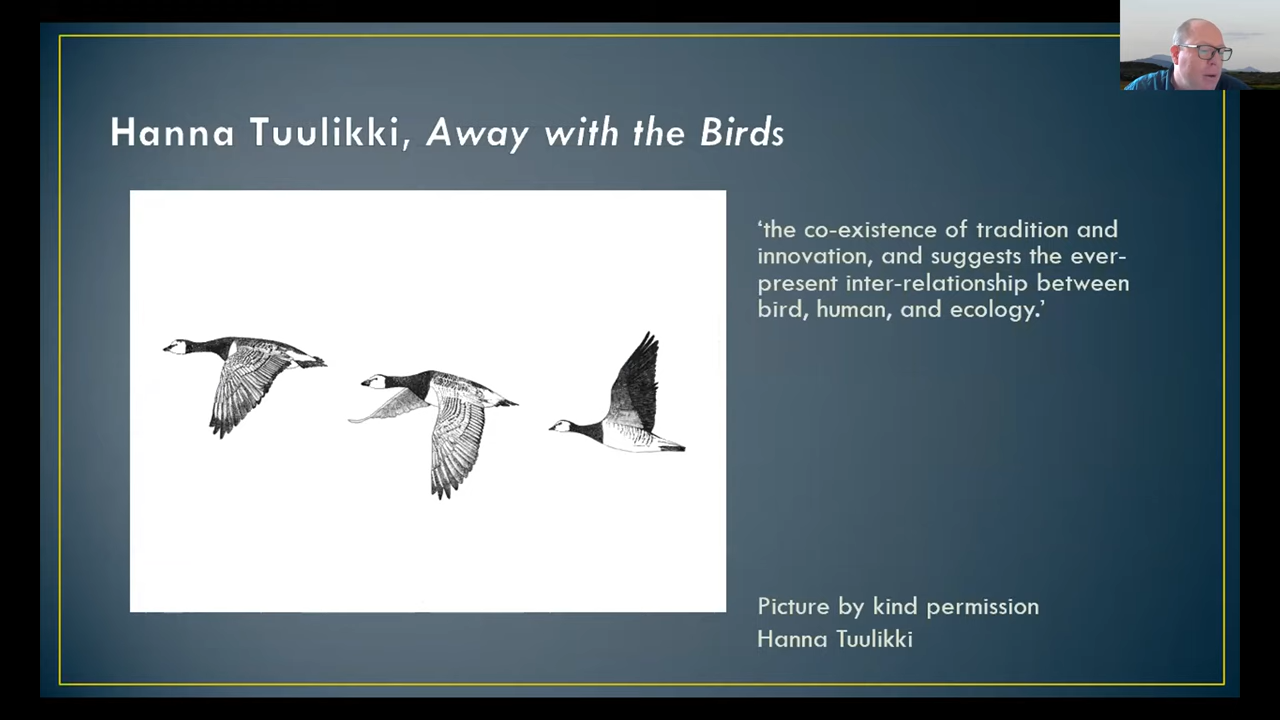 Hanna Tuulikki, Away with the Birds
‘the co-existence of tradition and
innovation, and suggests the ever-
present inter-relationship between
bird, human, and ecology.’
Picture by kind permission
Hanna Tuulikki